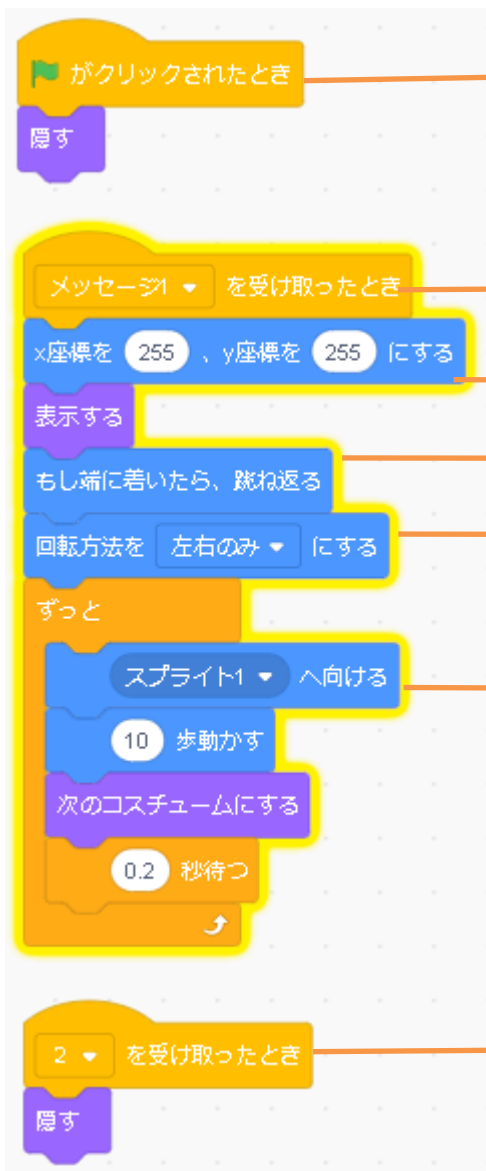 がクリックされたとき
隠す
メッセージ1 を受け取ったとき
x座標を 255 、y座標を 255 にする
表示する
もし端に着いたら、跳ね返る
回転方法を 左右のみ にする
ずっと
スプライト1 へ向ける
10 歩動かす
次のコスチュームにする
0.2 秒待つ
2 を受け取ったとき
隠す